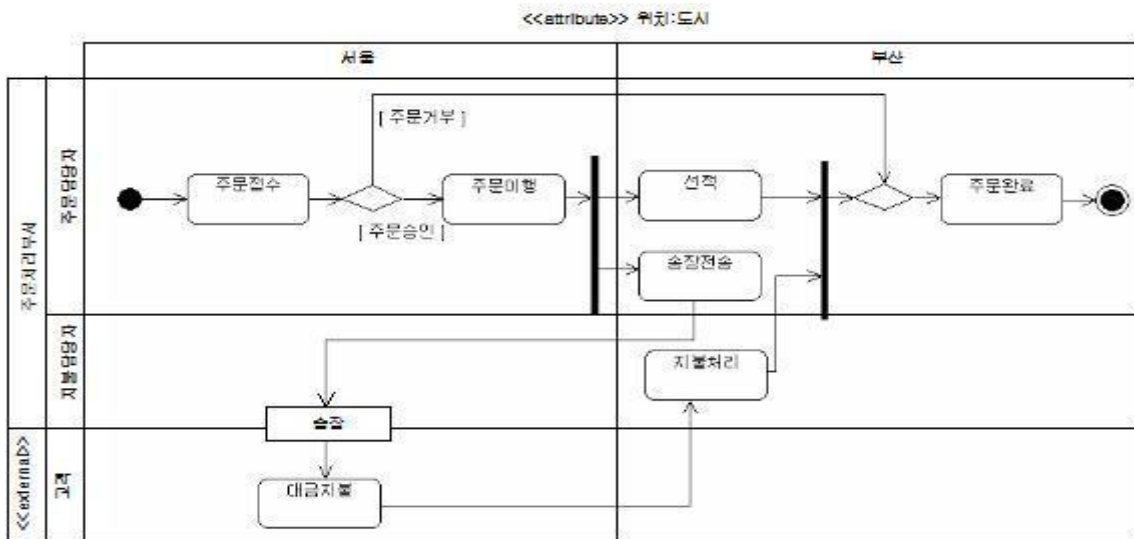 <<attribute>> 위치:도시
서울
부산
주문처리부서
주문담당자
[ 주문거부 ]
주문접수
주문이행
[ 주문승인 ]
선적
송장전송
주문완료
지불담당자
지불처리
송장
<<external>>
고객
대금지불